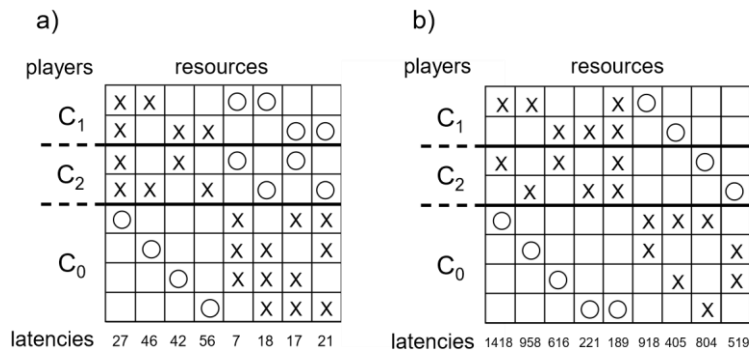 a)
players resources
X X O O
C1 X X X O O
X X O O
C2 X X X O O
O X X X
O X X X
C0 O X X X
O X X X
latencies 27 46 42 56 7 18 17 21
b)
players resources
X X X O
C1 X X X O
X X X O
C2 X X X O
O X X X
O X X
C0 O X X
O O X
latencies 1418 958 616 221 189 918 405 804 519